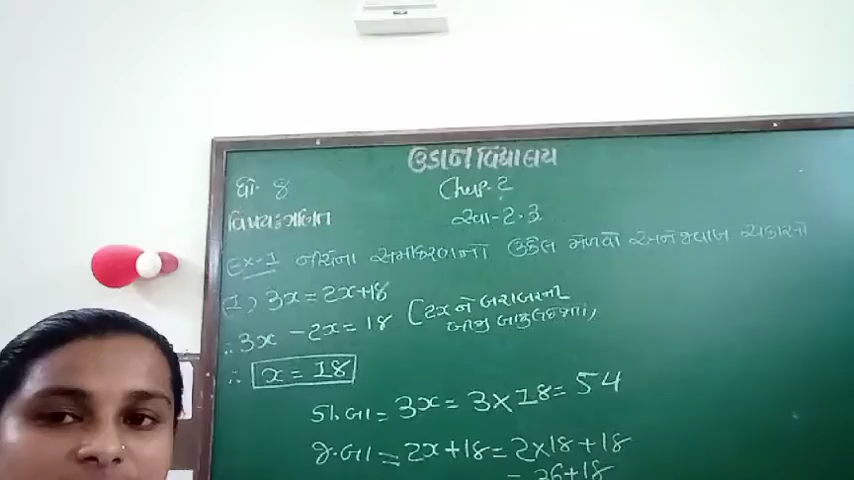 ઉડાન વિદ્યાલય
ધો. 8
Chap. 2
વિષય:ગણિત
સ્વા-2.3
Ex-1 નીચેના સમીકરણનો ઉકેલ મેળવો અને જવાબ ચકાસો
(1) 3x = 2x+18
∴ 3x - 2x = 18 (2x ને બરાબરની
બીજી બાજુ લઇ જતાં,
∴ x = 18
ડા.બા = 3x = 3×18 = 54
જ.બા = 2x+18 = 2×18+18
= 36+18